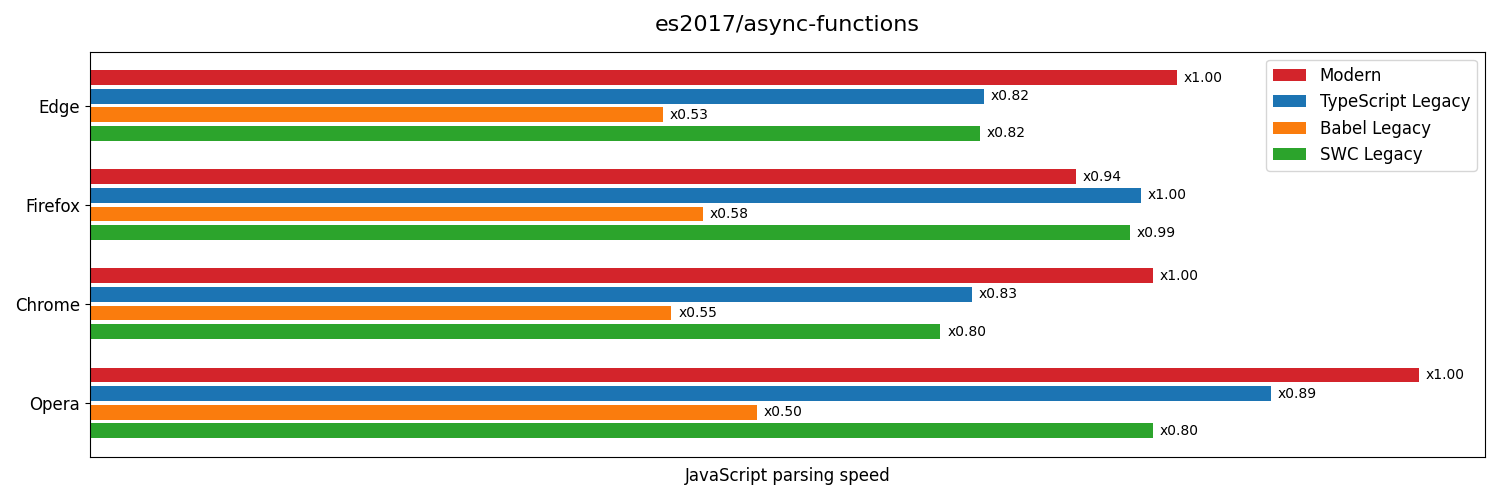 es2017/async-functions
Modern
TypeScript Legacy
Babel Legacy
SWC Legacy
Edge
x1.00
x0.82
x0.53
x0.82
Firefox
x0.94
x1.00
x0.58
x0.99
Chrome
x1.00
x0.83
x0.55
x0.80
Opera
x1.00
x0.89
x0.50
x0.80
JavaScript parsing speed